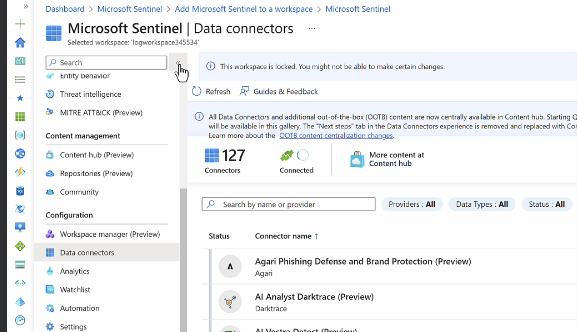 Dashboard > Microsoft Sentinel > Add Microsoft Sentinel to a workspace > Microsoft Sentinel
Microsoft Sentinel | Data connectors ...
Selected workspace: 'logworkspace345534'
Search
«
Entity behavior
Threat intelligence
MITRE ATT&CK (Preview)
Content management
Content hub (Preview)
Repositories (Preview)
Community
Configuration
Workspace manager (Preview)
Data connectors
Analytics
Watchlist
Automation
Settings
This workspace is locked. You might not be able to make certain changes.
Refresh
Guides & Feedback
All Data Connectors and additional out-of-the-box (OOTB) content are now centrally available in Content hub. Starting Q
will be available in this gallery. The "Next steps" tab in the Data Connectors experience is removed and replaced with Con
Learn more about the OOTB content centralization changes.
127
Connectors
Connected
More content at
Content hub
Search by name or provider
Providers : All
Data Types : All
Status : All
Status
Connector name ↑
Agari Phishing Defense and Brand Protection (Preview)
Agari
AI Analyst Darktrace (Preview)
Darktrace
AI Vectra Detect (Preview)